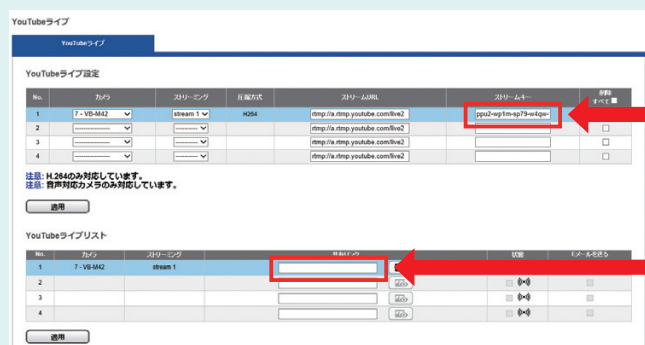 YouTubeライブ
YouTubeライブ
YouTubeライブ設定
No. カメラ ストリーミング 圧縮方式 ストリームURL ストリームキー 削除
すべて
1 7 - VB-M42 stream 1 H264 rtmp://a.rtmp.youtube.com/live2 ppu2-wp1m-sp79-w4qw-
2 --------------- --------- rtmp://a.rtmp.youtube.com/live2
3 --------------- --------- rtmp://a.rtmp.youtube.com/live2
4 --------------- --------- rtmp://a.rtmp.youtube.com/live2
注意: H.264のみ対応しています。
注意: 音声対応カメラのみ対応しています。
適用
YouTubeライブリスト
No. カメラ ストリーミング 状態 Eメールを送る
1 7 - VB-M42 stream 1
2
3
4
適用